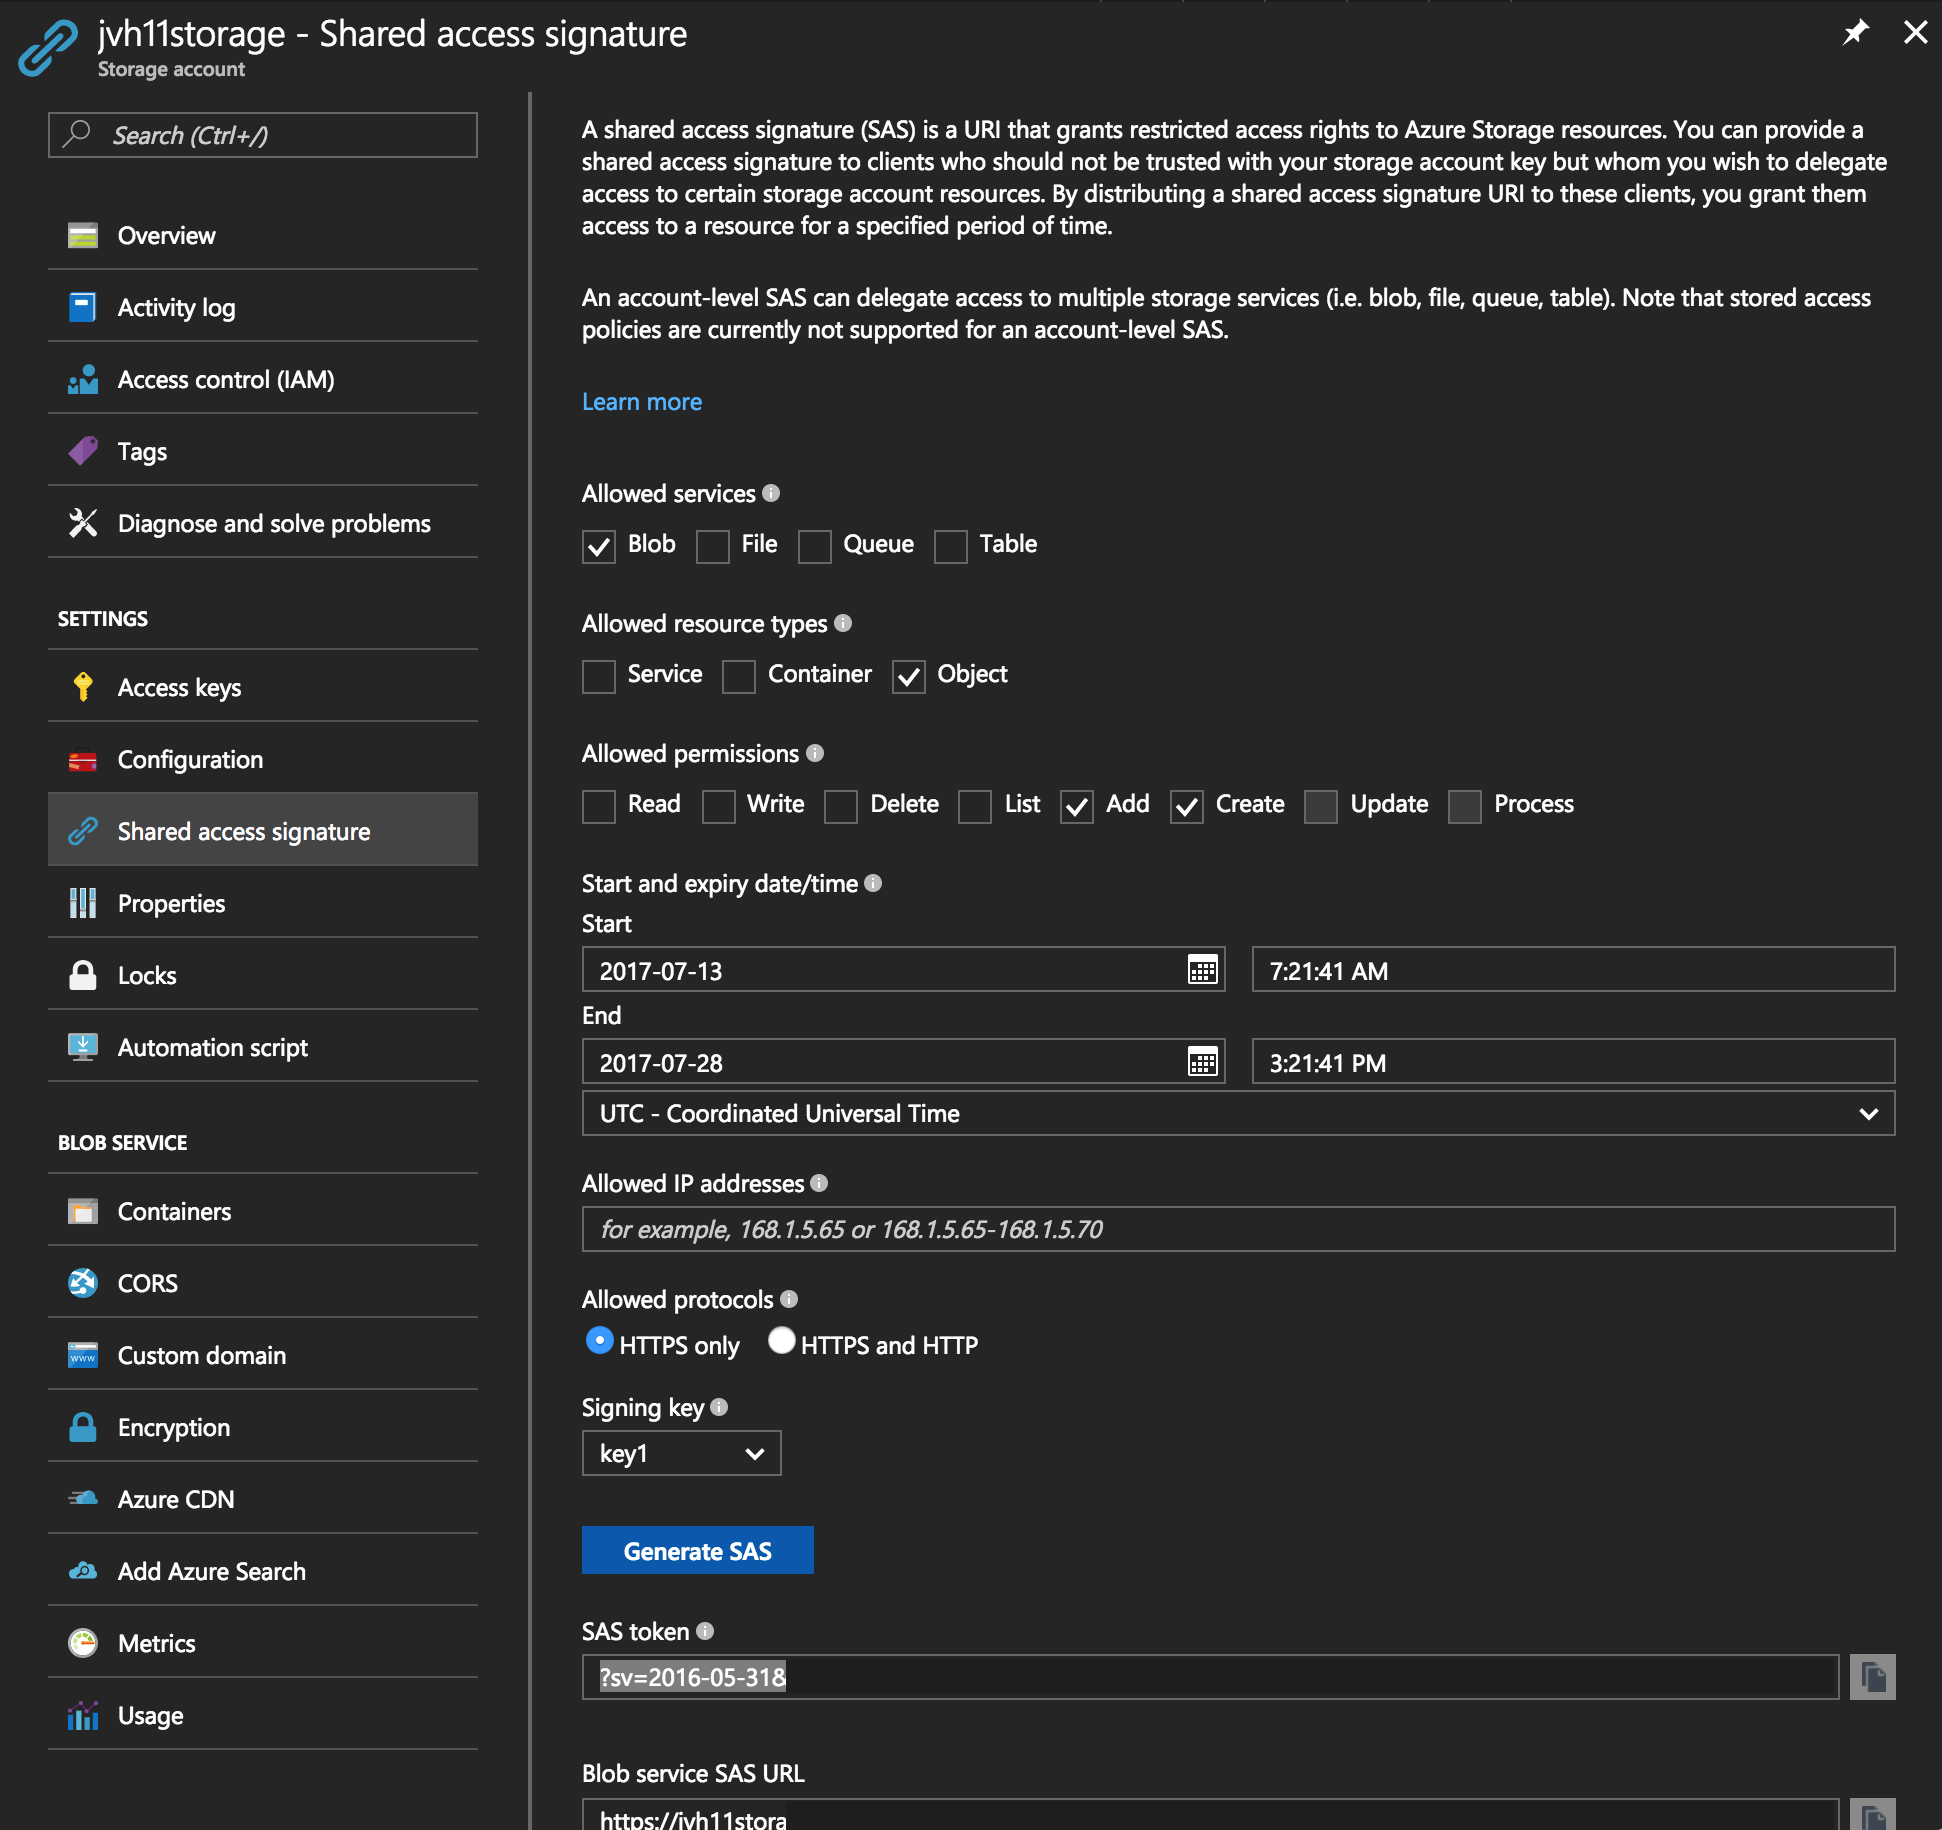 jvh11storage - Shared access signature
Storage account
Search (Ctrl+/)
Overview
Activity log
Access control (IAM)
Tags
Diagnose and solve problems
SETTINGS
Access keys
Configuration
Shared access signature
Properties
Locks
Automation script
BLOB SERVICE
Containers
CORS
Custom domain
Encryption
Azure CDN
Add Azure Search
Metrics
Usage
A shared access signature (SAS) is a URI that grants restricted access rights to Azure Storage resources. You can provide a
shared access signature to clients who should not be trusted with your storage account key but whom you wish to delegate
access to certain storage account resources. By distributing a shared access signature URI to these clients, you grant them
access to a resource for a specified period of time.
An account-level SAS can delegate access to multiple storage services (i.e. blob, file, queue, table). Note that stored access
policies are currently not supported for an account-level SAS.
Learn more
Allowed services
Blob File Queue Table
Allowed resource types
Service Container Object
Allowed permissions
Read Write Delete List Add Create Update Process
Start and expiry date/time
Start
2017-07-13 7:21:41 AM
End
2017-07-28 3:21:41 PM
UTC - Coordinated Universal Time
Allowed IP addresses
for example, 168.1.5.65 or 168.1.5.65-168.1.5.70
Allowed protocols
HTTPS only HTTPS and HTTP
Signing key
key1
Generate SAS
SAS token
?sv=2016-05-31&
Blob service SAS URL
https://jvh11stora